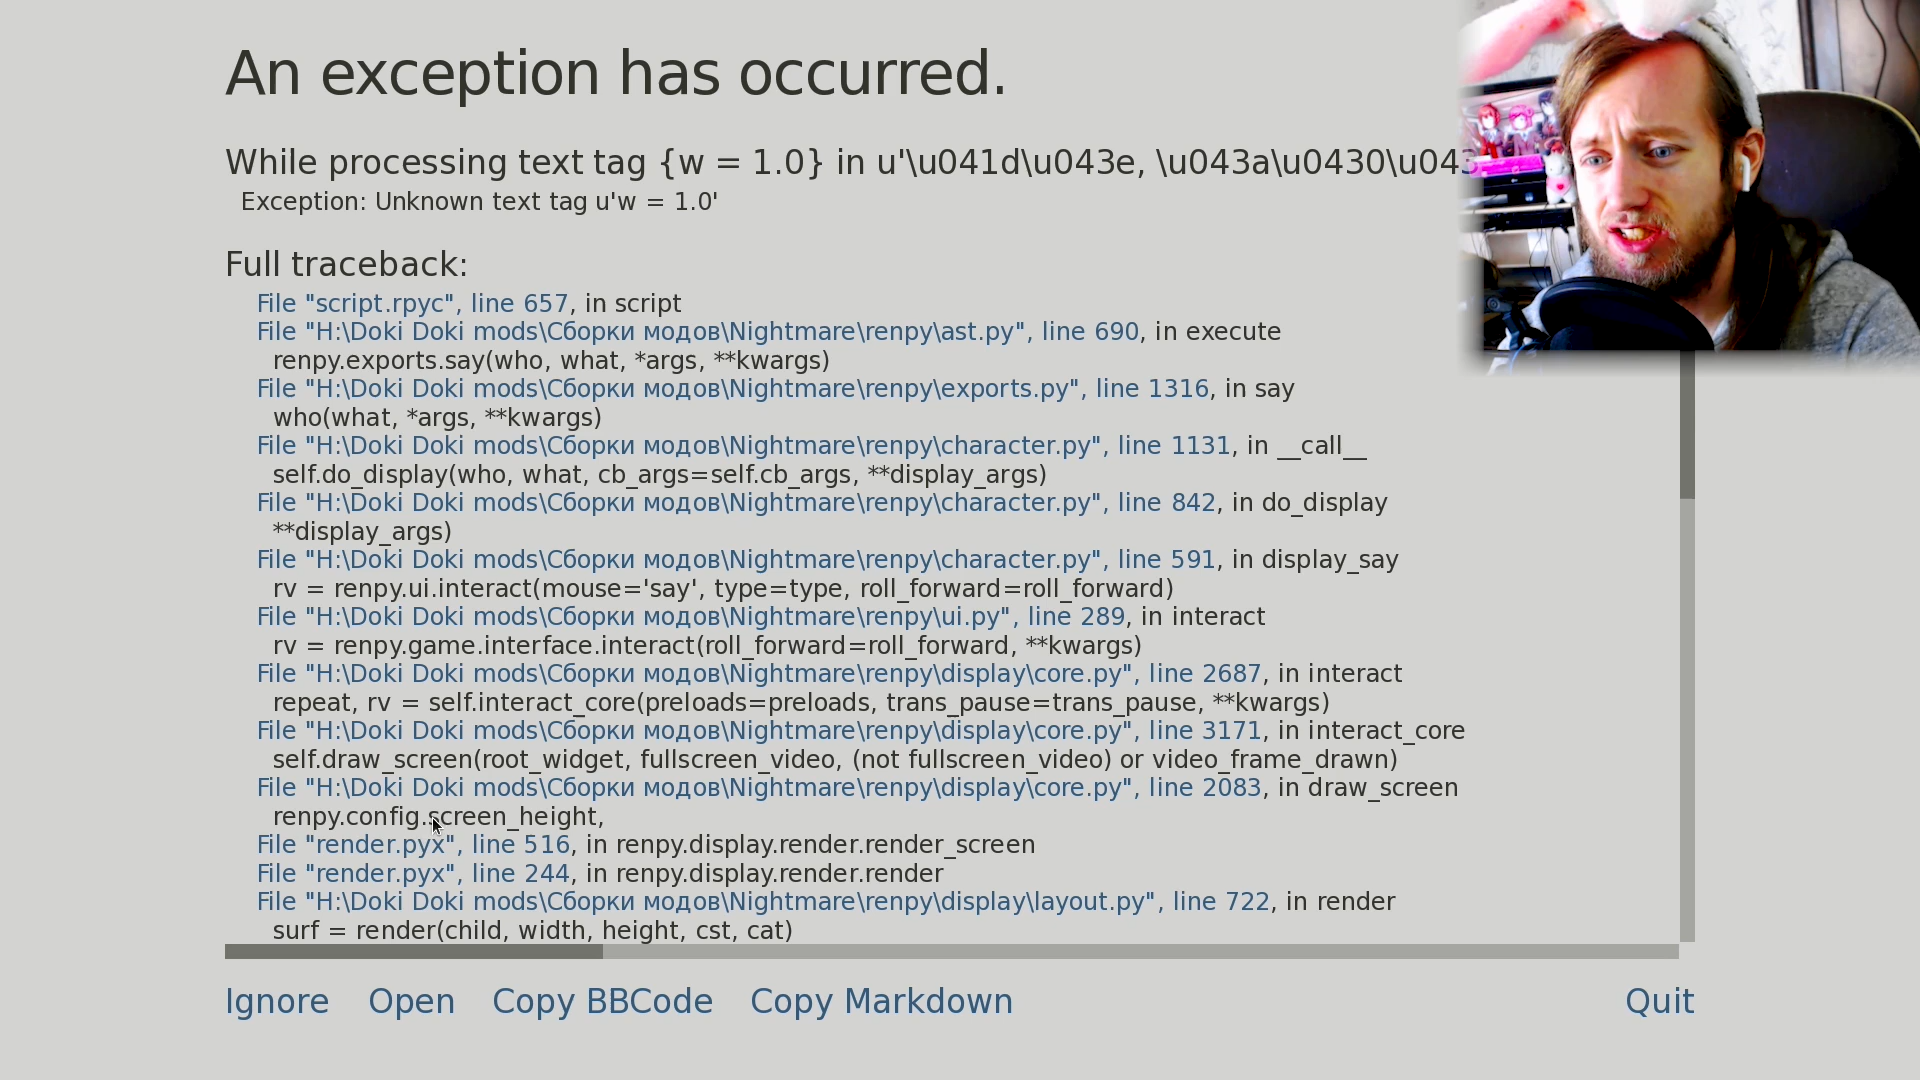 An exception has occurred.
While processing text tag {w = 1.0} in u'\u041d\u043e, \u043a\u0430\u043
Exception: Unknown text tag u'w = 1.0'
Full traceback:
File "script.rpyc", line 657, in script
File "H:\Doki Doki mods\Сборки модов\Nightmare\renpy\ast.py", line 690, in execute
renpy.exports.say(who, what, *args, **kwargs)
File "H:\Doki Doki mods\Сборки модов\Nightmare\renpy\exports.py", line 1316, in say
who(what, *args, **kwargs)
File "H:\Doki Doki mods\Сборки модов\Nightmare\renpy\character.py", line 1131, in __call__
self.do_display(who, what, cb_args=self.cb_args, **display_args)
File "H:\Doki Doki mods\Сборки модов\Nightmare\renpy\character.py", line 842, in do_display
**display_args)
File "H:\Doki Doki mods\Сборки модов\Nightmare\renpy\character.py", line 591, in display_say
rv = renpy.ui.interact(mouse='say', type=type, roll_forward=roll_forward)
File "H:\Doki Doki mods\Сборки модов\Nightmare\renpy\ui.py", line 289, in interact
rv = renpy.game.interface.interact(roll_forward=roll_forward, **kwargs)
File "H:\Doki Doki mods\Сборки модов\Nightmare\renpy\display\core.py", line 2687, in interact
repeat, rv = self.interact_core(preloads=preloads, trans_pause=trans_pause, **kwargs)
File "H:\Doki Doki mods\Сборки модов\Nightmare\renpy\display\core.py", line 3171, in interact_core
self.draw_screen(root_widget, fullscreen_video, (not fullscreen_video) or video_frame_drawn)
File "H:\Doki Doki mods\Сборки модов\Nightmare\renpy\display\core.py", line 2083, in draw_screen
renpy.config.screen_height,
File "render.pyx", line 516, in renpy.display.render.render_screen
File "render.pyx", line 244, in renpy.display.render.render
File "H:\Doki Doki mods\Сборки модов\Nightmare\renpy\display\layout.py", line 722, in render
surf = render(child, width, height, cst, cat)
Ignore Open Copy BBCode Copy Markdown Quit